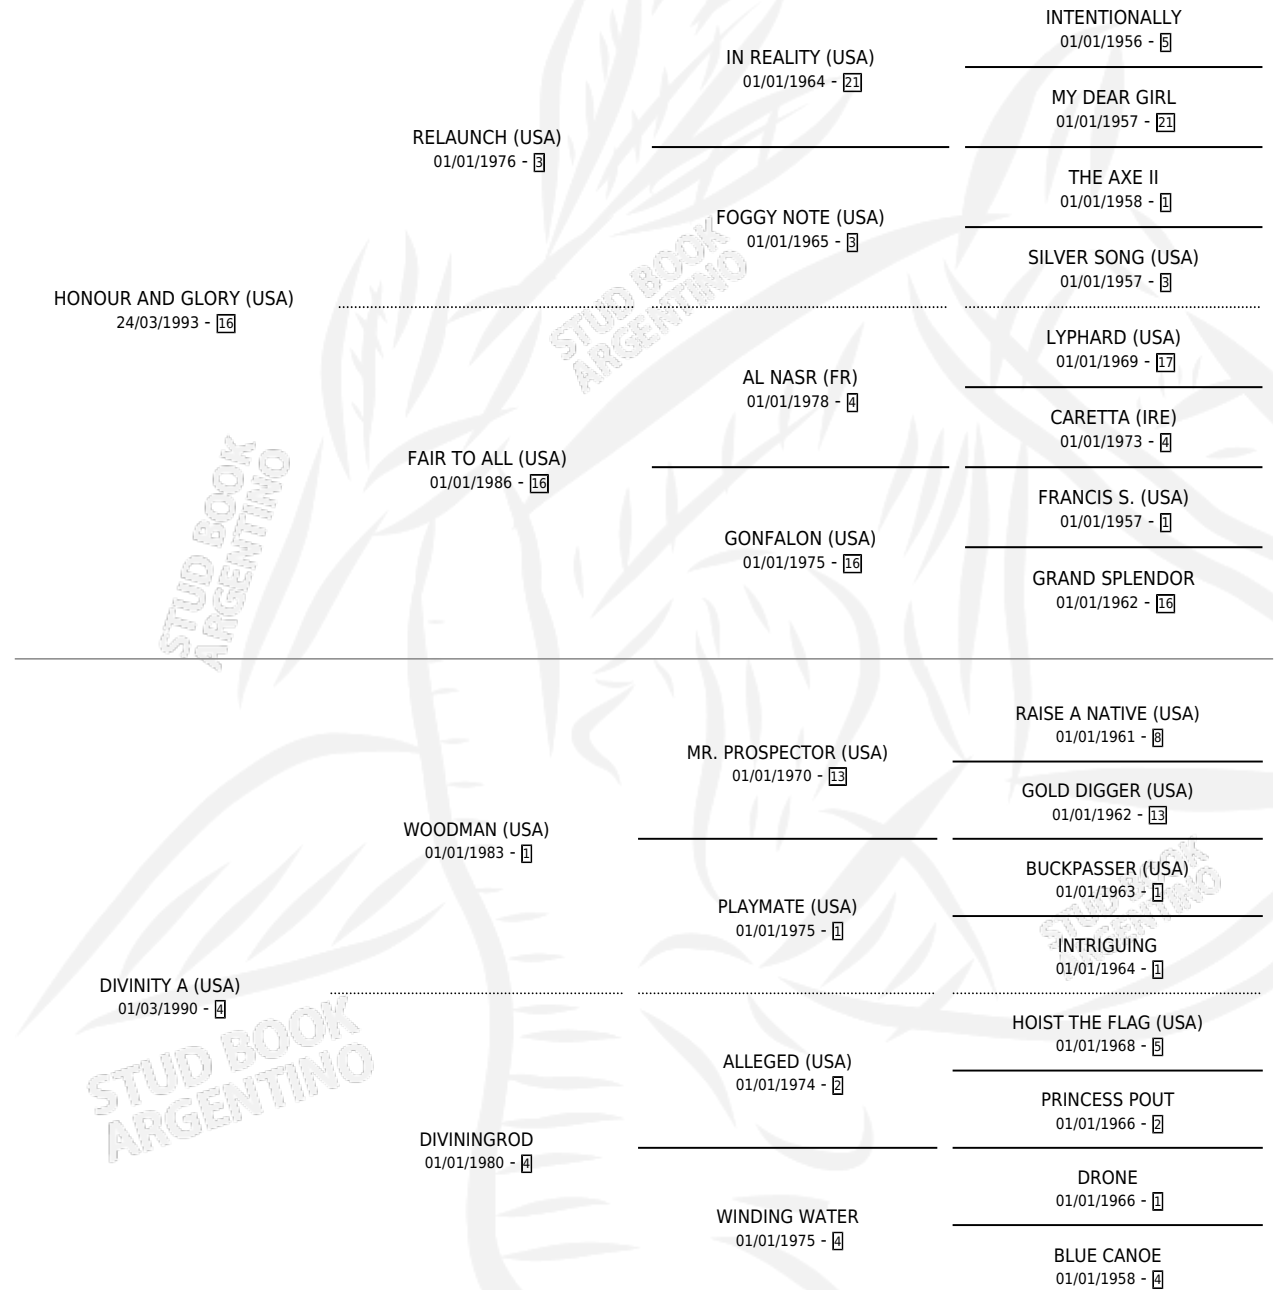 INTENTIONALLY
01/01/1956 - 5
IN REALITY (USA)
01/01/1964 - 21
MY DEAR GIRL
01/01/1957 - 21
RELAUNCH (USA)
01/01/1976 - 3
THE AXE II
01/01/1958 - 1
FOGGY NOTE (USA)
01/01/1965 - 3
SILVER SONG (USA)
01/01/1957 - 3
HONOUR AND GLORY (USA)
24/03/1993 - 16
LYPHARD (USA)
01/01/1969 - 17
AL NASR (FR)
01/01/1978 - 4
CARETTA (IRE)
01/01/1973 - 4
FAIR TO ALL (USA)
01/01/1986 - 16
FRANCIS S. (USA)
01/01/1957 - 1
GONFALON (USA)
01/01/1975 - 16
GRAND SPLENDOR
01/01/1962 - 16
STUD BOOK
ARGENTINO
STUD BOOK
ARGENTINO
RAISE A NATIVE (USA)
01/01/1961 - 8
MR. PROSPECTOR (USA)
01/01/1970 - 13
GOLD DIGGER (USA)
01/01/1962 - 13
WOODMAN (USA)
01/01/1983 - 1
BUCKPASSER (USA)
01/01/1963 - 1
PLAYMATE (USA)
01/01/1975 - 1
INTRIGUING
01/01/1964 - 1
STUD BOOK
ARGENTINO
DIVINITY A (USA)
01/03/1990 - 4
HOIST THE FLAG (USA)
01/01/1968 - 5
ALLEGED (USA)
01/01/1974 - 2
PRINCESS POUT
01/01/1966 - 2
STUD BOOK
ARGENTINO
DIVININGROD
01/01/1980 - 4
DRONE
01/01/1966 - 1
WINDING WATER
01/01/1975 - 4
BLUE CANOE
01/01/1958 - 4